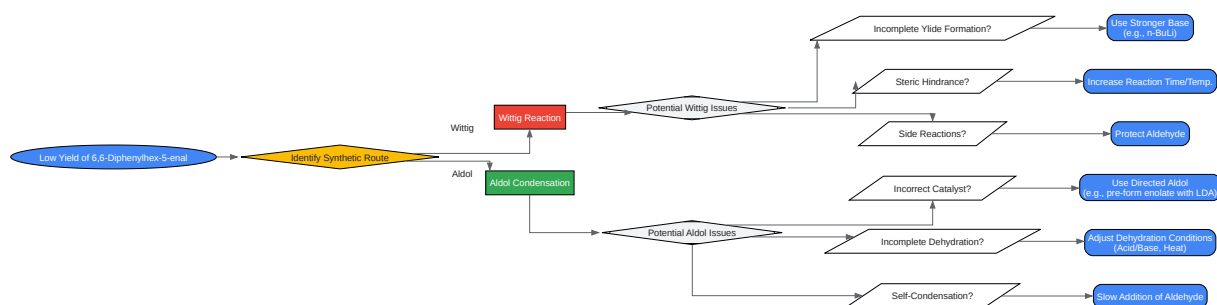 Incomplete Ylide Formation?
Use Stronger Base
(e.g., n-BuLi)
Steric Hindrance?
Increase Reaction Time/Temp.
Potential Wittig Issues
Wittig Reaction
Wittig
Side Reactions?
Protect Aldehyde
Low Yield of 6,6-Diphenylhex-5-enal
Identify Synthetic Route
Aldol
Aldol Condensation
Incorrect Catalyst?
Use Directed Aldol
(e.g., pre-form enolate with LDA)
Potential Aldol Issues
Incomplete Dehydration?
Adjust Dehydration Conditions
(Acid/Base, Heat)
Self-Condensation?
Slow Addition of Aldehyde